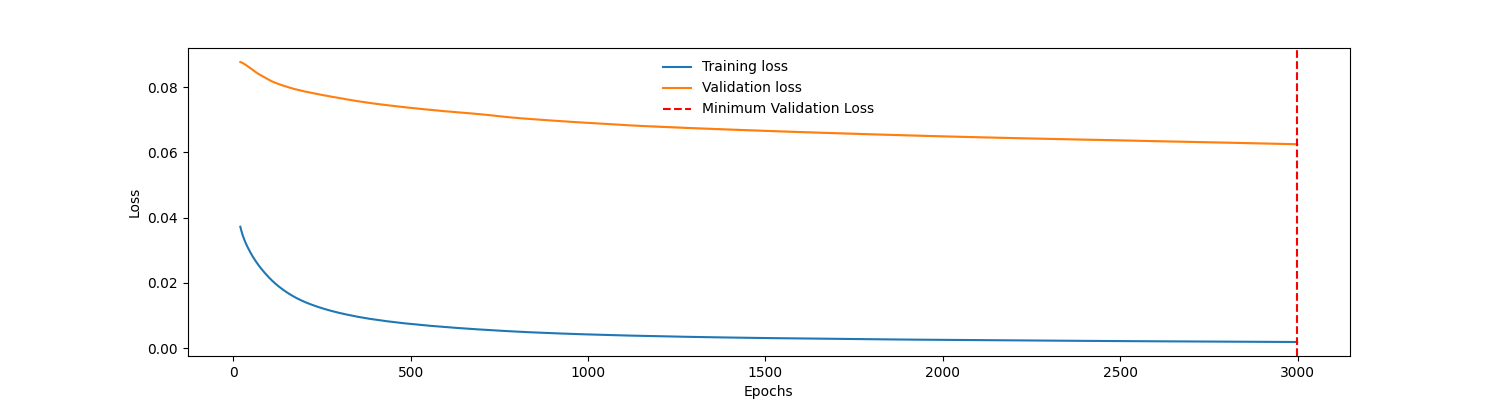 Training loss
Validation loss
Minimum Validation Loss
0.08
0.06
0.04
0.02
0.00
Loss
0 500 1000 1500 2000 2500 3000
Epochs